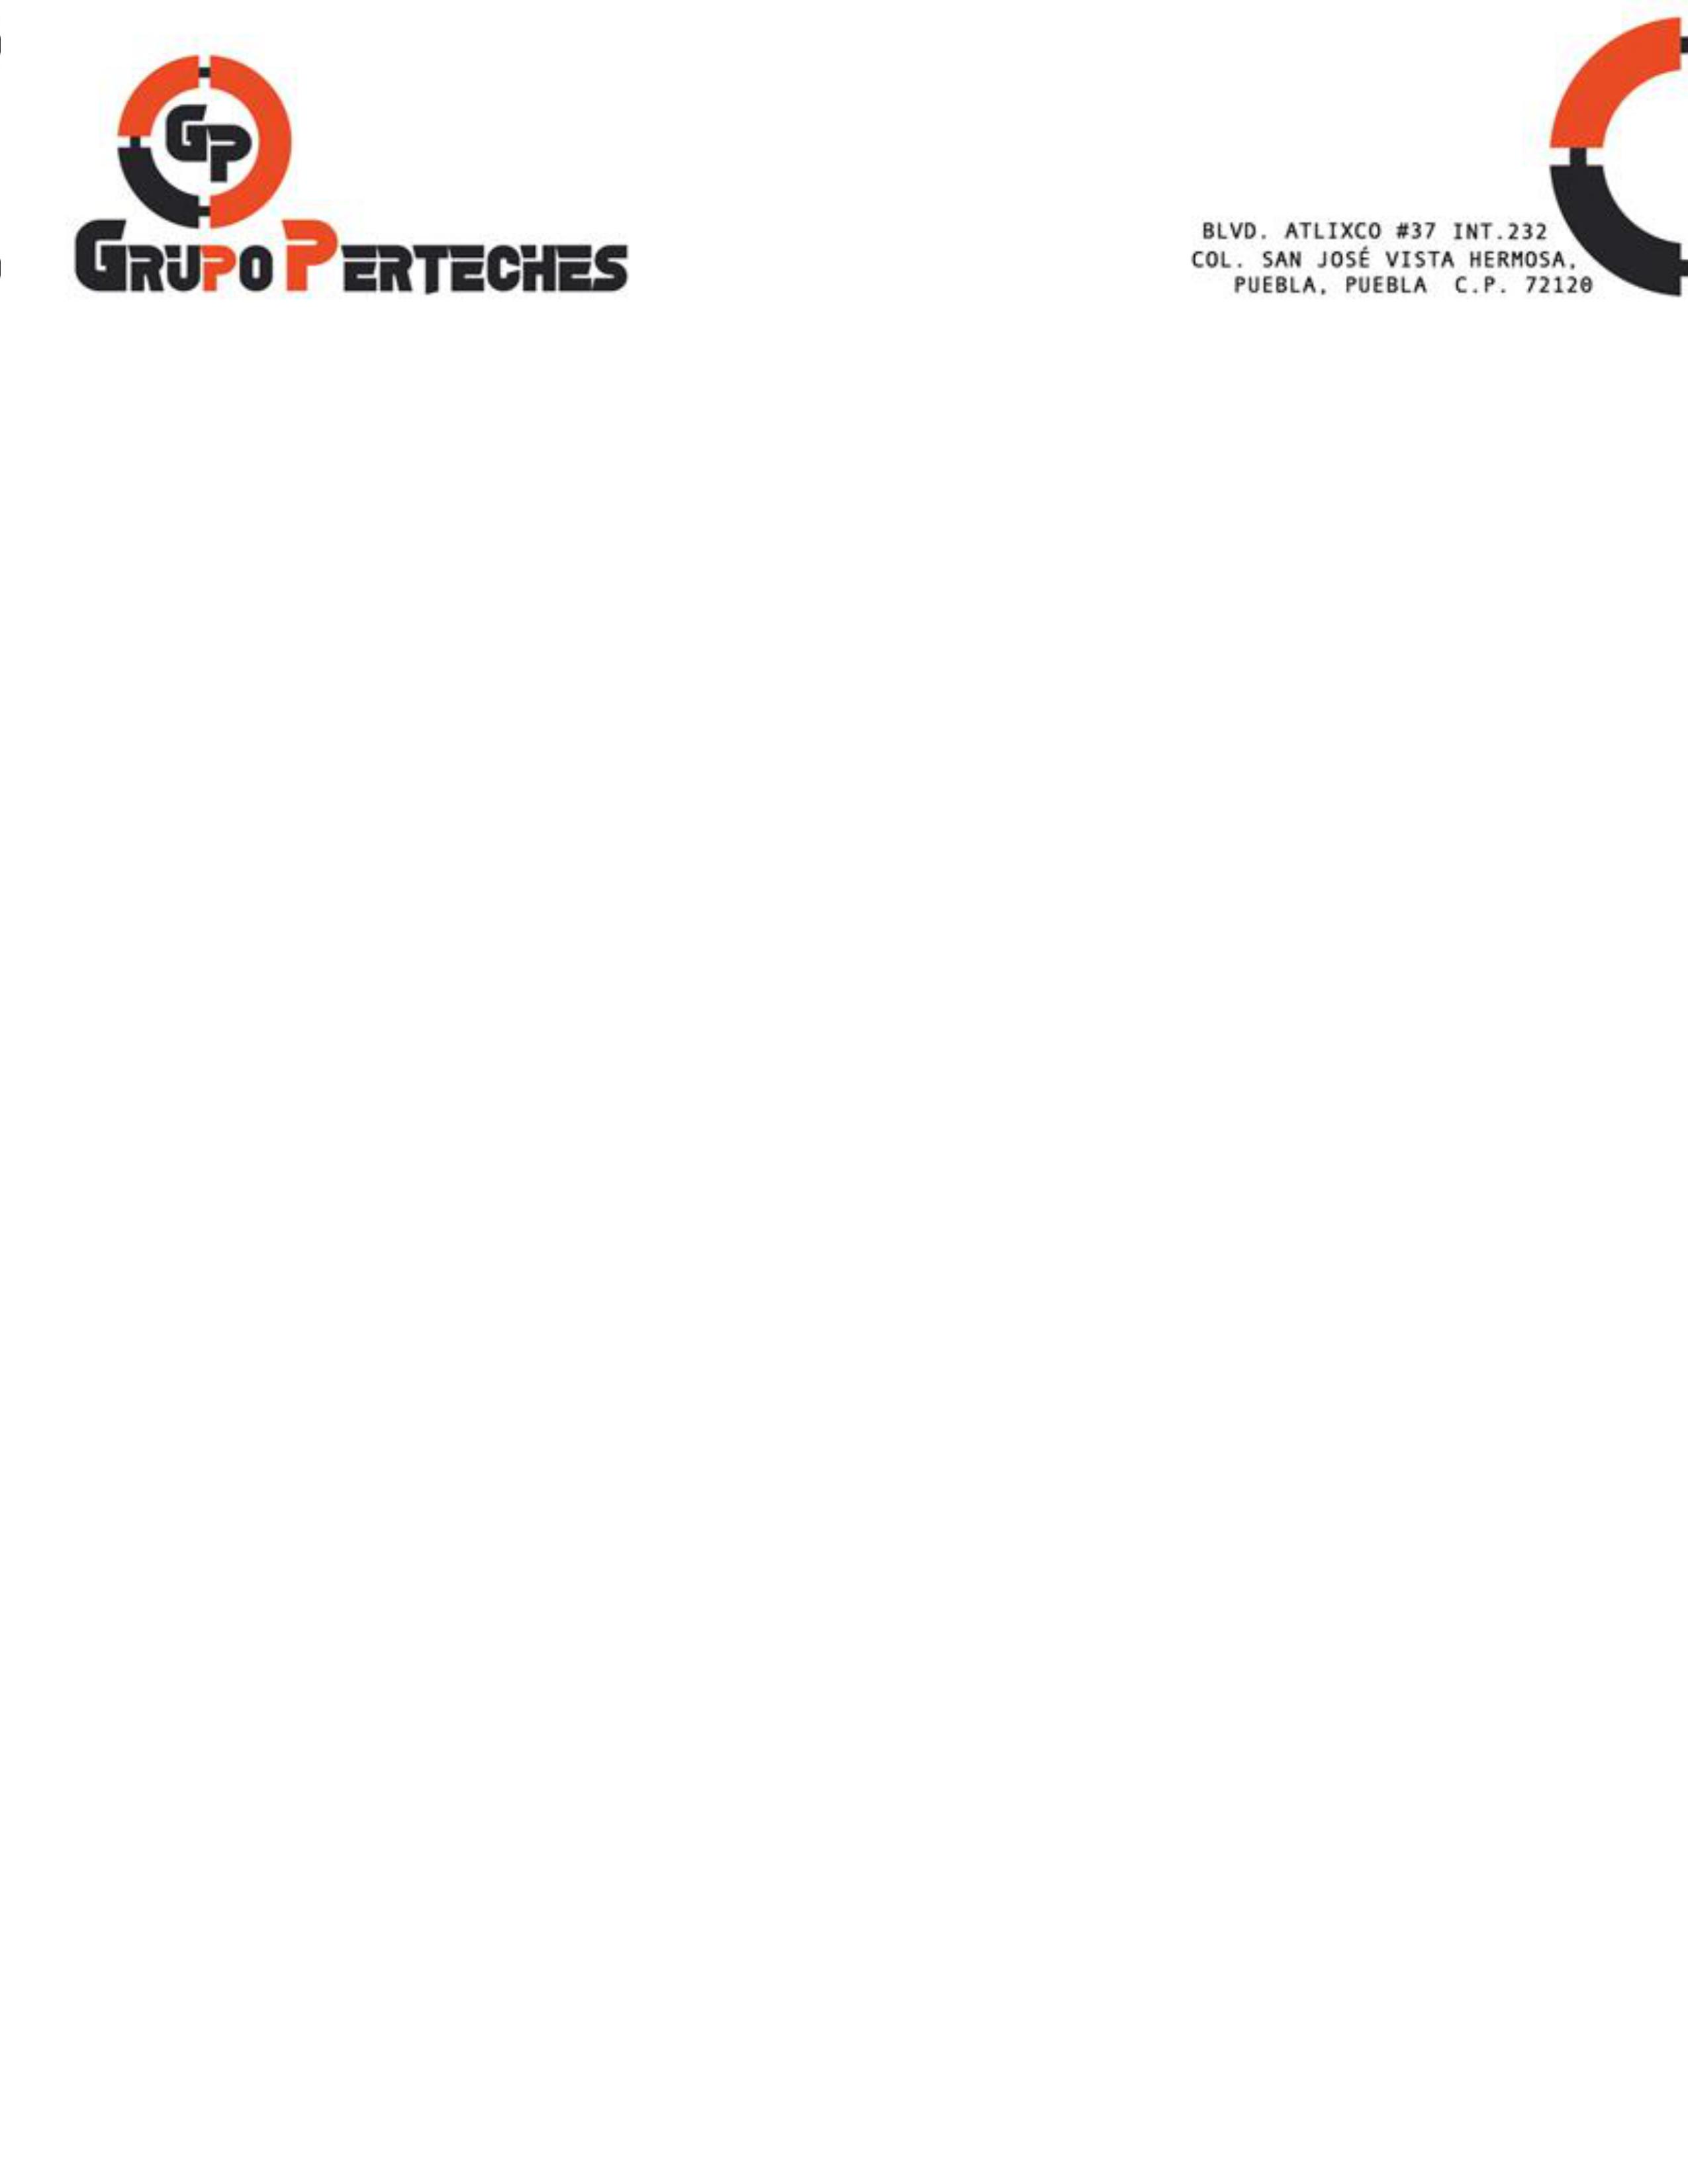 GP
GRUPO PERTECHES
BLVD. ATLIXCO #37 INT.232
COL. SAN JOSÉ VISTA HERMOSA,
PUEBLA, PUEBLA C.P. 72120